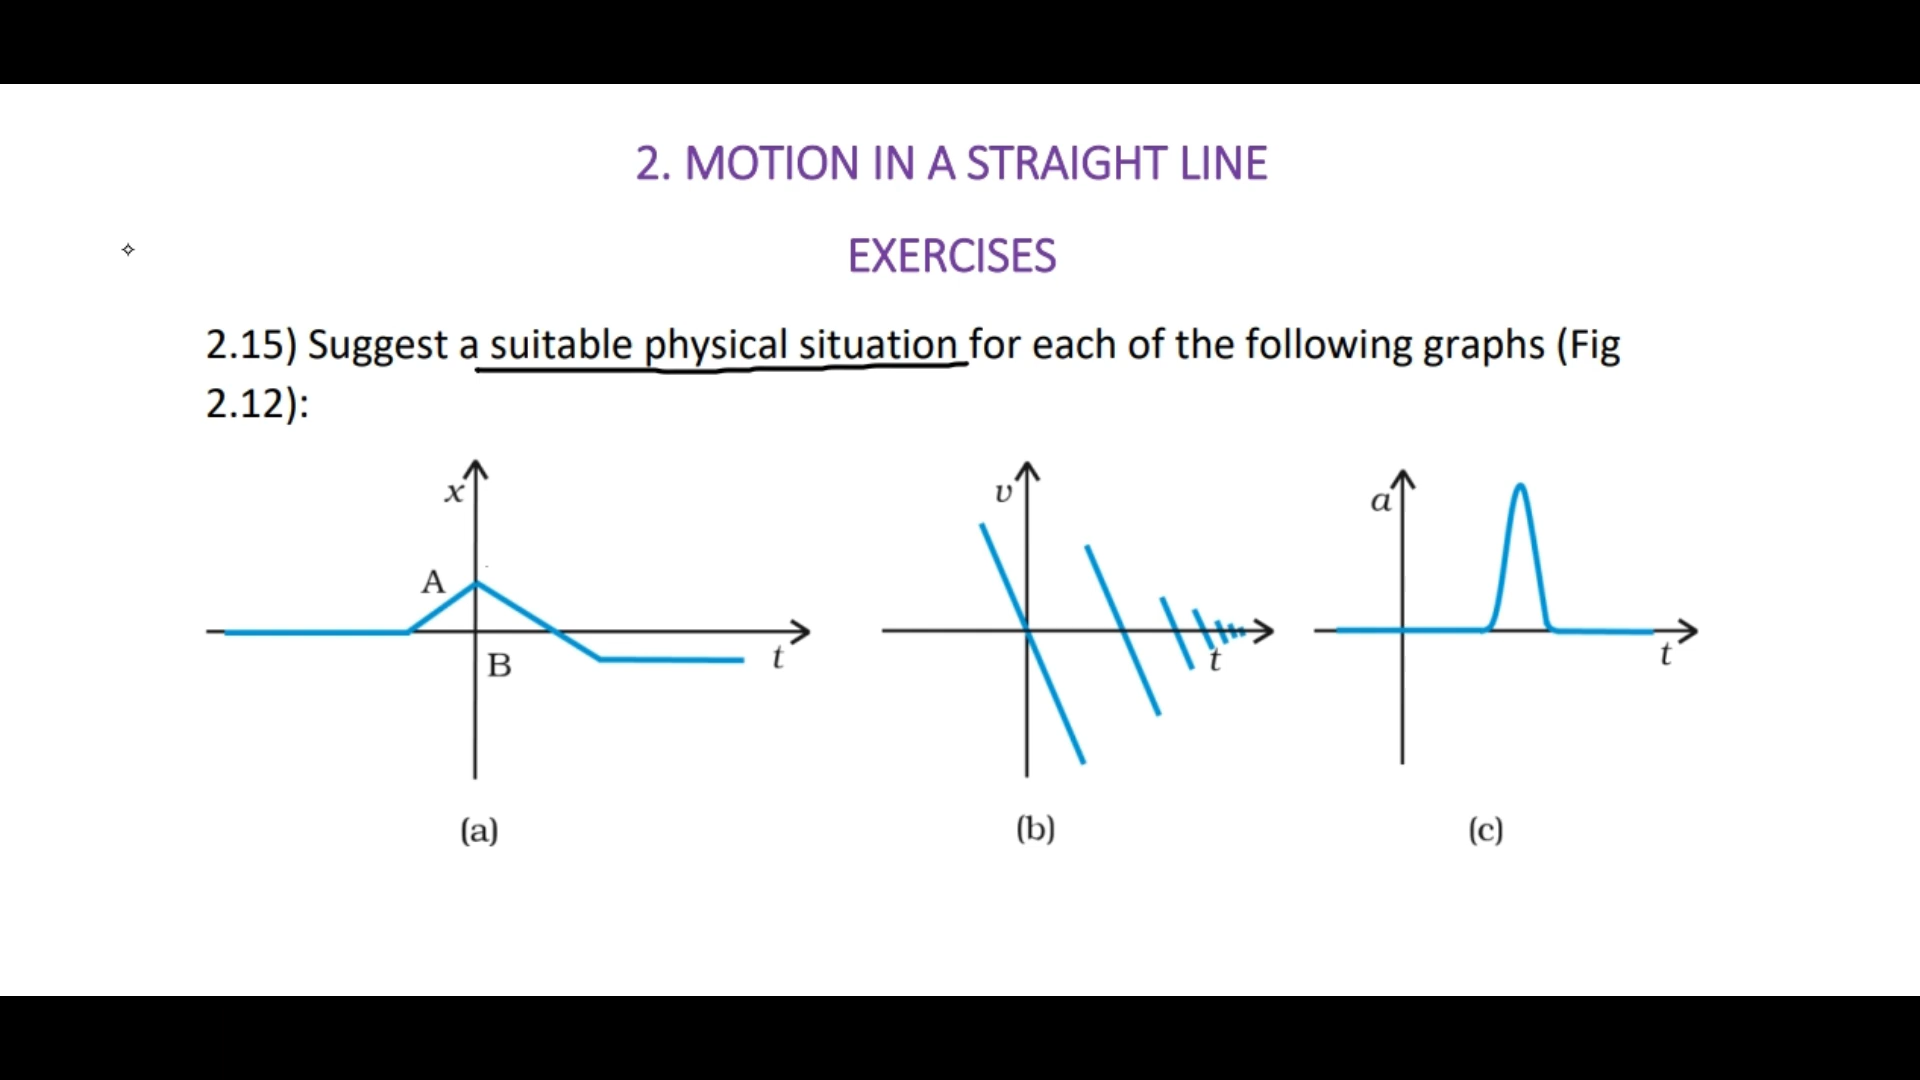 2. MOTION IN A STRAIGHT LINE
EXERCISES
2.15) Suggest a suitable physical situation for each of the following graphs (Fig
2.12):
x
A
B
t
(a)
v
t
(b)
a
t
(c)